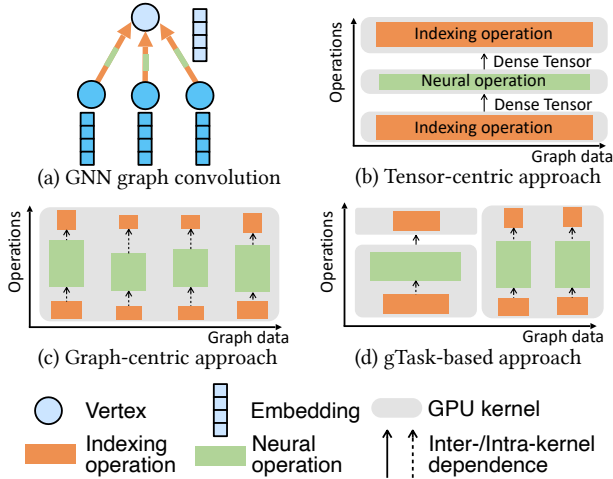 Operations
Indexing operation
Dense Tensor
Neural operation
Dense Tensor
Indexing operation
Graph data
(a) GNN graph convolution
(b) Tensor-centric approach
Operations
Graph data
(c) Graph-centric approach
Operations
Graph data
(d) gTask-based approach
Vertex
Embedding
GPU kernel
Indexing
operation
Neural
operation
Inter-/Intra-kernel
dependence